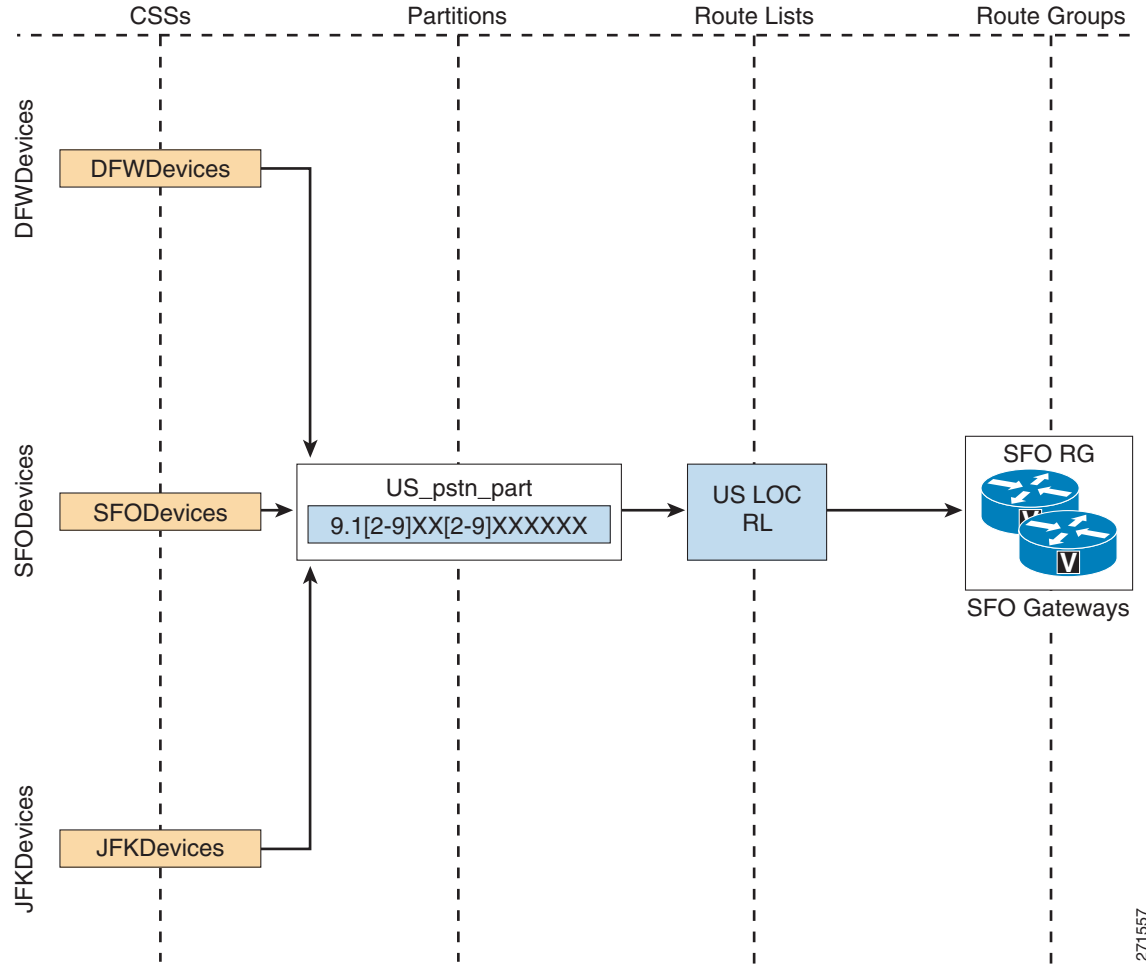 CSSs
Partitions
Route Lists
Route Groups
DFWDevices
DFWDevices
SFODevices
SFODevices
US_pstn_part
9.1[2-9]XX[2-9]XXXXXX
US LOC
RL
SFO RG
V
V
SFO Gateways
JFKDevices
JFKDevices
271557